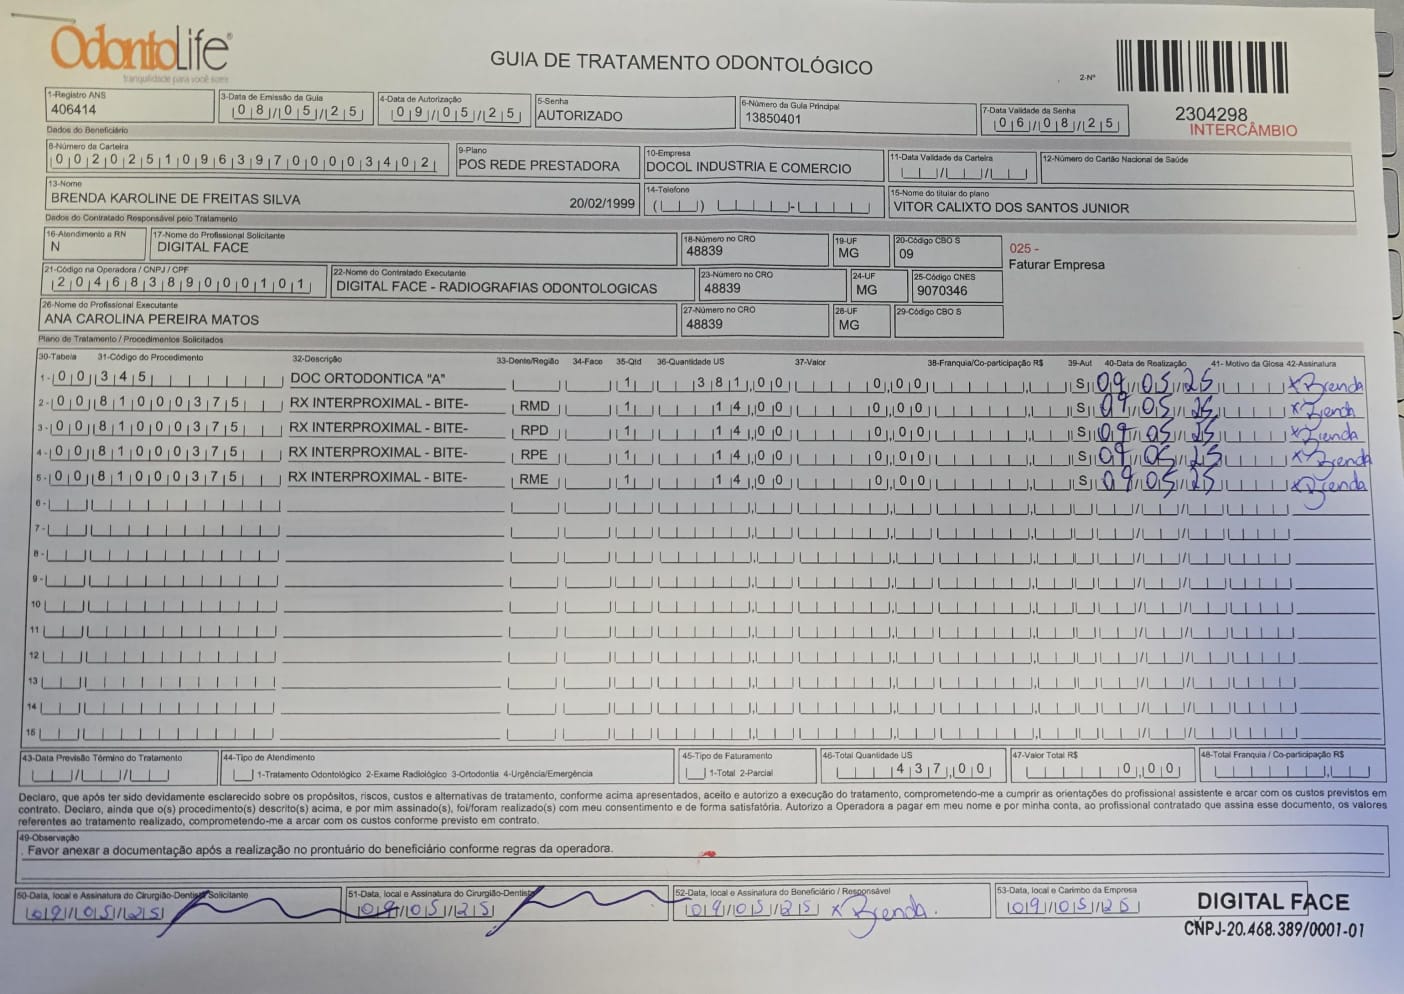 OdontoLife®
tranquilidade para você sorrir
GUIA DE TRATAMENTO ODONTOLÓGICO
2-Nº
2304298
INTERCÂMBIO
1-Registro ANS
406414
3-Data de Emissão da Guia
08/05/25
4-Data de Autorização
09/05/25
5-Senha
AUTORIZADO
6-Número da Guia Principal
13850401
7-Data Validade da Senha
06/08/25
Dados do Beneficiário
8-Número da Carteira
002025109639700003402
9-Plano
POS REDE PRESTADORA
10-Empresa
DOCOL INDUSTRIA E COMERCIO
11-Data Validade da Carteira
12-Número do Cartão Nacional de Saúde
13-Nome
BRENDA KAROLINE DE FREITAS SILVA 20/02/1999
14-Telefone
15-Nome do titular do plano
VITOR CALIXTO DOS SANTOS JUNIOR
Dados do Contratado Responsável pelo Tratamento
16-Atendimento a RN
N
17-Nome do Profissional Solicitante
DIGITAL FACE
18-Número no CRO
48839
19-UF
MG
20-Código CBO S
09
025 -
Faturar Empresa
21-Código na Operadora / CNPJ / CPF
20468389000101
22-Nome do Contratado Executante
DIGITAL FACE - RADIOGRAFIAS ODONTOLOGICAS
23-Número no CRO
48839
24-UF
MG
25-Código CNES
9070346
26-Nome do Profissional Executante
ANA CAROLINA PEREIRA MATOS
27-Número no CRO
48839
28-UF
MG
29-Código CBO S
Plano de Tratamento / Procedimentos Solicitados
30-Tabela 31-Código do Procedimento 32-Descrição 33-Dente/Região 34-Face 35-Qtd 36-Quantidade US 37-Valor 38-Franquia/Co-participação R$ 39-Aut 40-Data de Realização 41- Motivo da Glosa 42-Assinatura
1- 00 345 DOC ORTODONTICA "A" 1 381,00 0,00 S 09/05/25 x Brenda
2- 00 81000375 RX INTERPROXIMAL - BITE- RMD 1 14,00 0,00 S 09/05/25 x Brenda
3- 00 81000375 RX INTERPROXIMAL - BITE- RPD 1 14,00 0,00 S 09/05/25 x Brenda
4- 00 81000375 RX INTERPROXIMAL - BITE- RPE 1 14,00 0,00 S 09/05/25 x Brenda
5- 00 81000375 RX INTERPROXIMAL - BITE- RME 1 14,00 0,00 S 09/05/25 x Brenda
6-
7-
8-
9-
10
11
12
13
14
15
43-Data Previsão Término do Tratamento
44-Tipo de Atendimento
1-Tratamento Odontológico 2-Exame Radiológico 3-Ortodontia 4-Urgência/Emergência
45-Tipo de Faturamento
1-Total 2-Parcial
46-Total Quantidade US
437,00
47-Valor Total R$
0,00
48-Total Franquia / Co-participação R$
Declaro, que após ter sido devidamente esclarecido sobre os propósitos, riscos, custos e alternativas de tratamento, conforme acima apresentados, aceito e autorizo a execução do tratamento, comprometendo-me a cumprir as orientações do profissional assistente e arcar com os custos previstos em
contrato. Declaro, ainda que o(s) procedimento(s) descrito(s) acima, e por mim assinado(s), foi/foram realizado(s) com meu consentimento e de forma satisfatória. Autorizo a Operadora a pagar em meu nome e por minha conta, ao profissional contratado que assina esse documento, os valores
referentes ao tratamento realizado, comprometendo-me a arcar com os custos conforme previsto em contrato.
49-Observação
. Favor anexar a documentação após a realização no prontuário do beneficiário conforme regras da operadora.
50-Data, local e Assinatura do Cirurgião-Dentista Solicitante
09/05/25
51-Data, local e Assinatura do Cirurgião-Dentista
09/05/25
52-Data, local e Assinatura do Beneficiário / Responsável
09/05/25 x Brenda.
53-Data, local e Carimbo da Empresa
09/05/25
DIGITAL FACE
CNPJ-20.468.389/0001-01